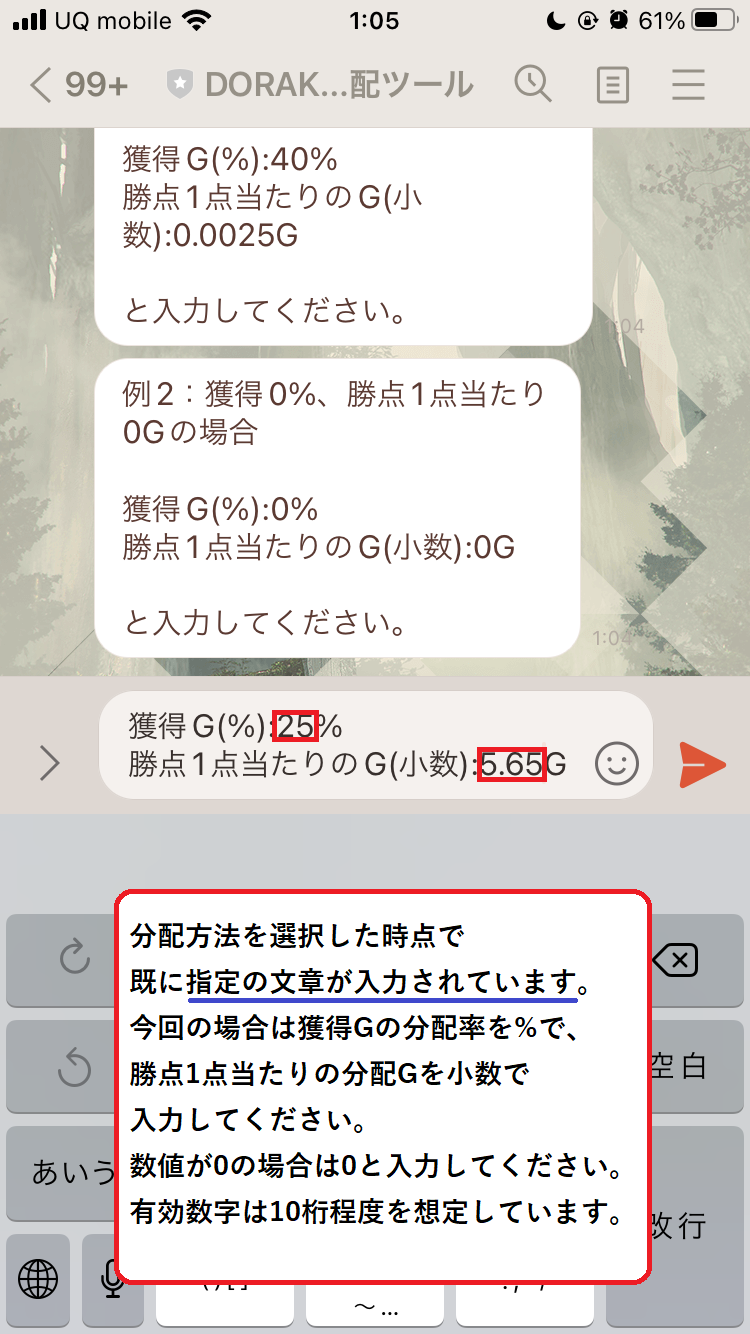 UQ mobile 1:05 61%
99+ DORAK...配ツール
獲得G(%):40%
勝点1点当たりのG(小
数):0.0025G
と入力してください。
1:04
例2：獲得0%、勝点1点当たり
0Gの場合
獲得G(%):0%
勝点1点当たりのG(小数):0G
と入力してください。
1:04
獲得G(%):25%
勝点1点当たりのG(小数):5.65G
分配方法を選択した時点で
既に指定の文章が入力されています。
今回の場合は獲得Gの分配率を%で、
勝点1点当たりの分配Gを小数で
入力してください。
数値が0の場合は0と入力してください。
有効数字は10桁程度を想定しています。
空白
あいう
改行
～...